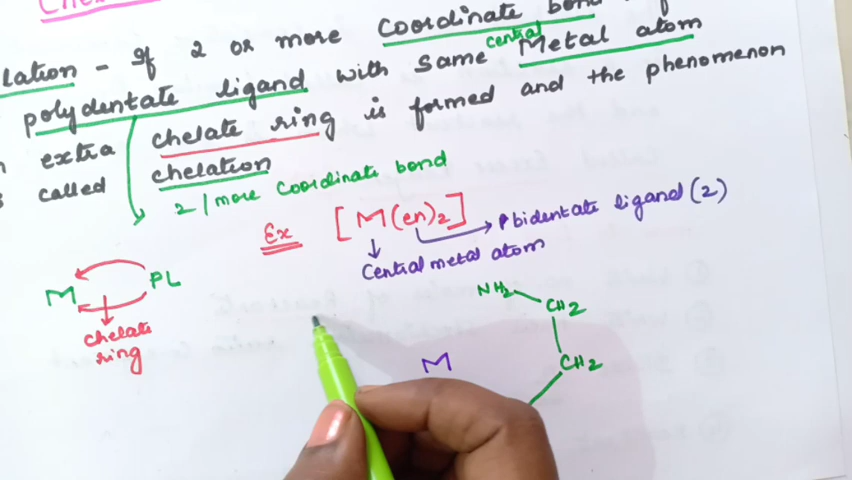 lation - If 2 or more coordinate bond
polydentate ligand with same central Metal atom
extra chelate ring is formed and the phenomenon
called chelation
2/more coordinate bond
Ex [M(en)2]
bidentate ligand (2)
Central metal atom
M PL
chelate
ring
NH2 CH2
CH2
M